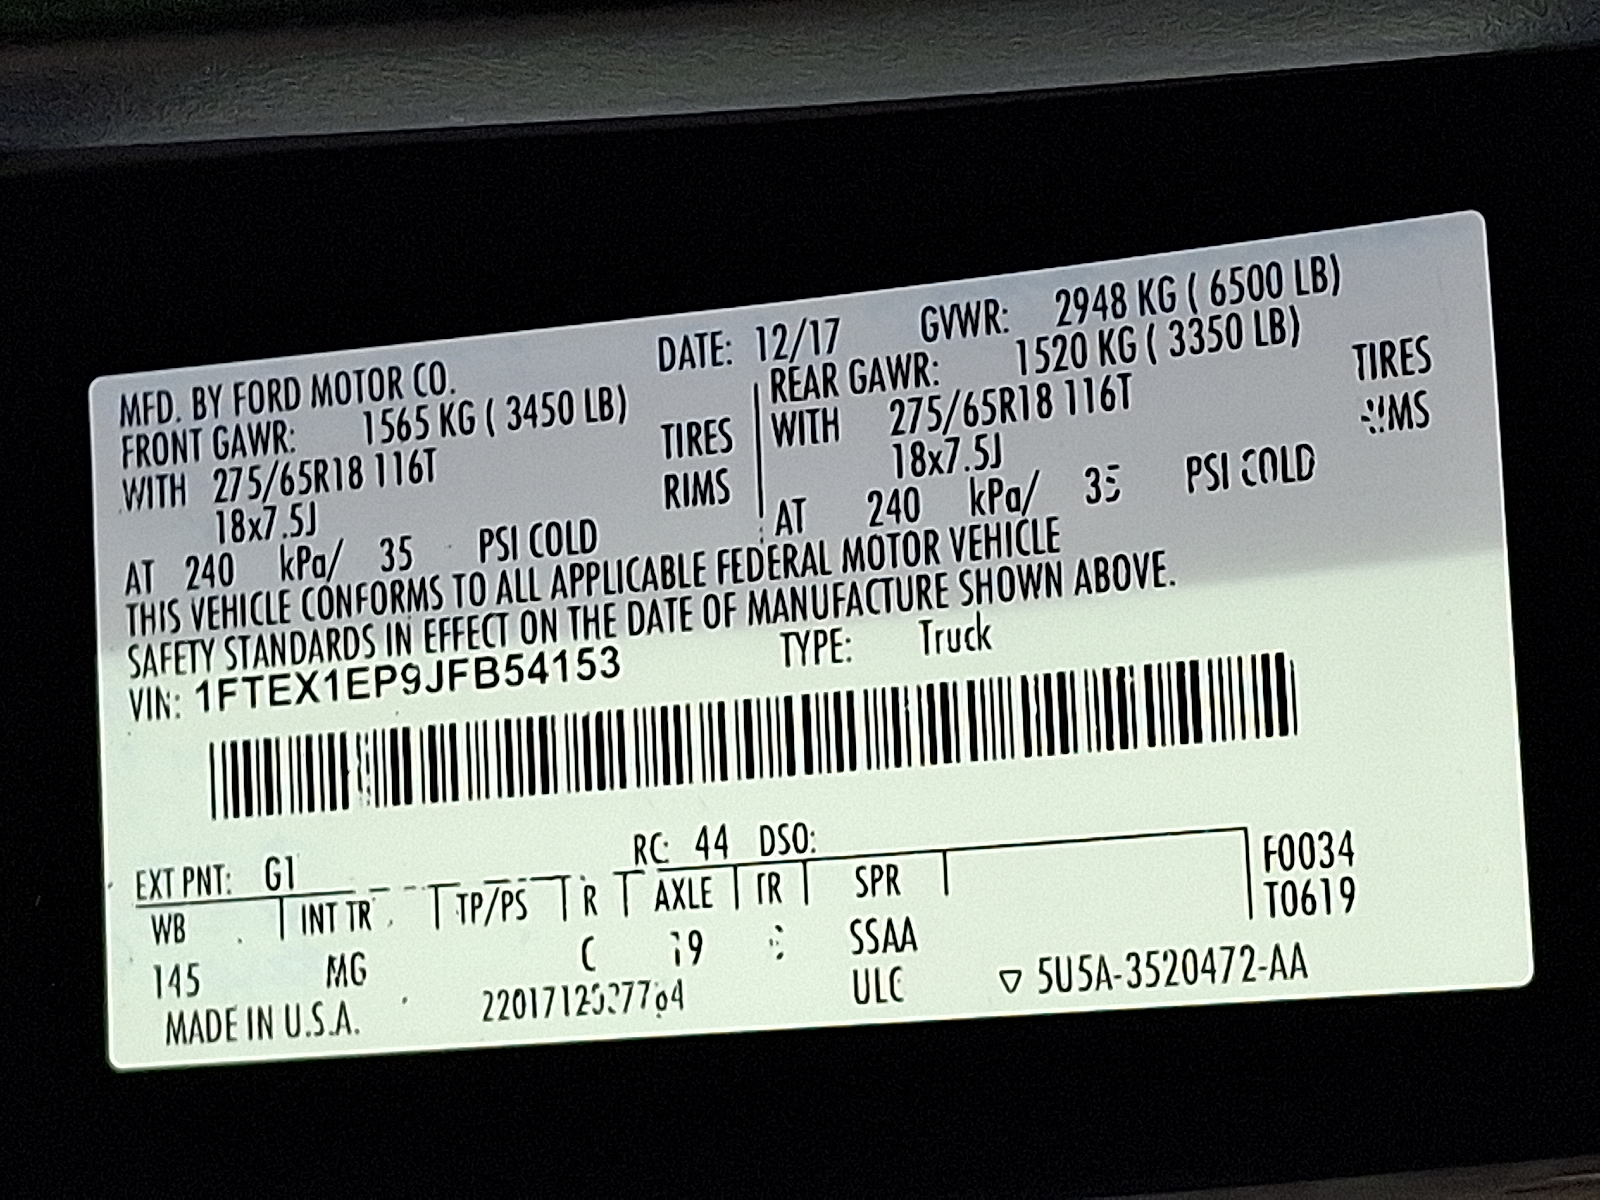 MFD. BY FORD MOTOR CO. DATE: 12/17 GVWR: 2948 KG ( 6500 LB)
FRONT GAWR: 1565 KG ( 3450 LB) REAR GAWR: 1520 KG ( 3350 LB)
WITH 275/65R18 116T TIRES WITH 275/65R18 116T TIRES
18x7.5J RIMS 18x7.5J RIMS
AT 240 kPa/ 35 PSI COLD AT 240 kPa/ 35 PSI COLD
THIS VEHICLE CONFORMS TO ALL APPLICABLE FEDERAL MOTOR VEHICLE
SAFETY STANDARDS IN EFFECT ON THE DATE OF MANUFACTURE SHOWN ABOVE.
VIN: 1FTEX1EP9JFB54153 TYPE: Truck
EXT PNT: G1 RC: 44 DSO: F0034
WB INT TR TP/PS R AXLE TR SPR T0619
145 MG C 19 SSAA
MADE IN U.S.A. ULC ▽ 5U5A-3520472-AA